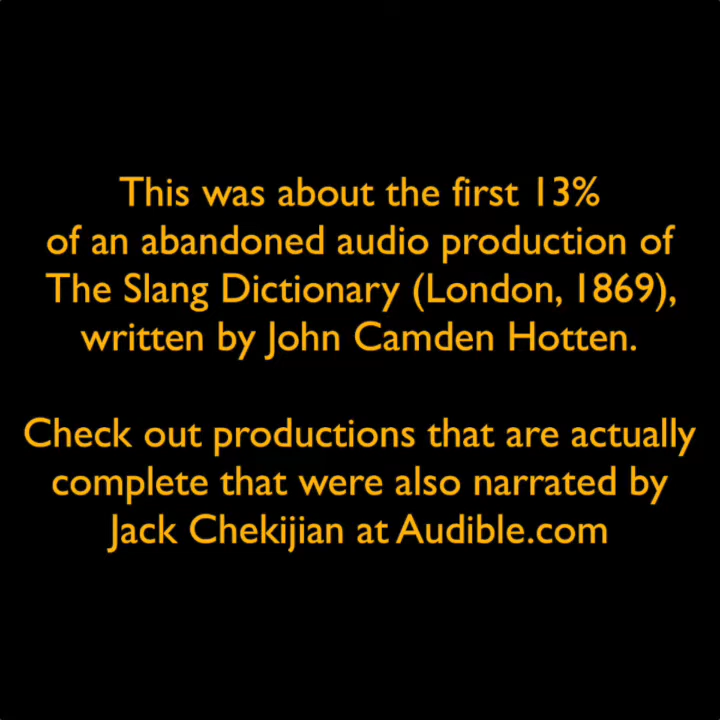 This was about the first 13%
of an abandoned audio production of
The Slang Dictionary (London, 1869),
written by John Camden Hotten.
Check out productions that are actually
complete that were also narrated by
Jack Chekijian at Audible.com